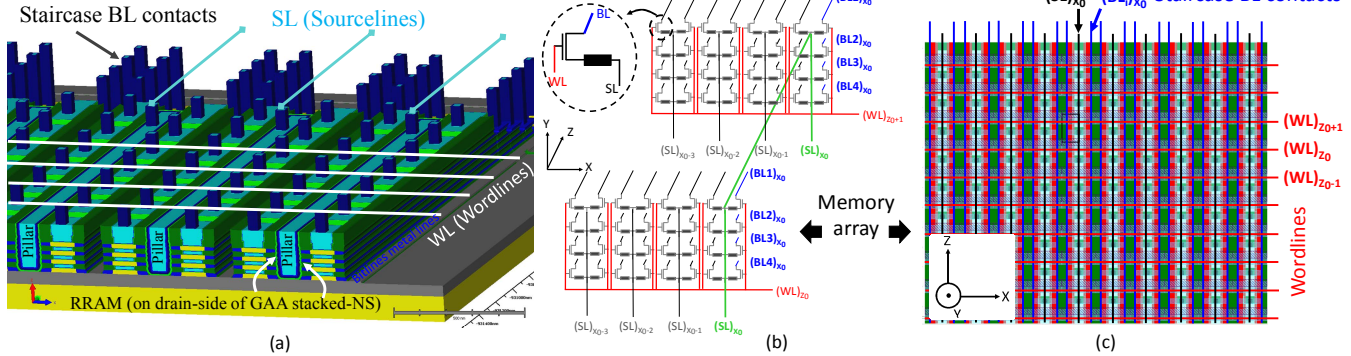 Staircase BL contacts
SL (Sourcelines)
WL (Wordlines)
Bitlines metal lines
Pillar
Pillar
Pillar
RRAM (on drain-side of GAA stacked-NS)
(a)
BL
WL
SL
(BL2)X0
(BL3)X0
(BL4)X0
(WL)Z0+1
(SL)X0-3
(SL)X0-2
(SL)X0-1
(SL)X0
Y
Z
X
(BL1)X0
(BL2)X0
(BL3)X0
(BL4)X0
(WL)Z0
(SL)X0-3
(SL)X0-2
(SL)X0-1
(SL)X0
(b)
Memory
array
(WL)Z0+1
(WL)Z0
(WL)Z0-1
Wordlines
Z
X
Y
(c)